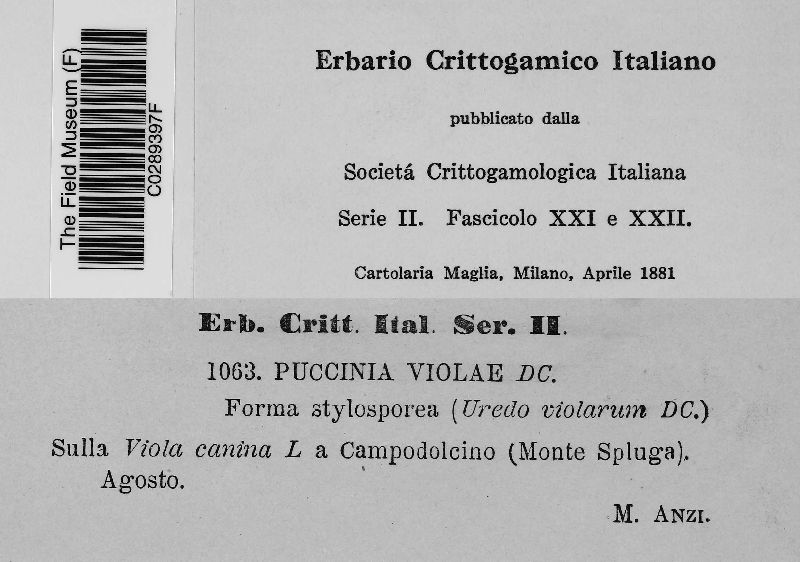 The Field Museum (F)
C0289397F
Erbario Crittogamico Italiano
pubblicato dalla
Societá Crittogamologica Italiana
Serie II. Fascicolo XXI e XXII.
Cartolaria Maglia, Milano, Aprile 1881
Erb. Critt. Ital. Ser. II.
1063. PUCCINIA VIOLAE DC.
Forma stylosporea (Uredo violarum DC.)
Sulla Viola canina L a Campodolcino (Monte Spluga).
Agosto.
M. ANZI.